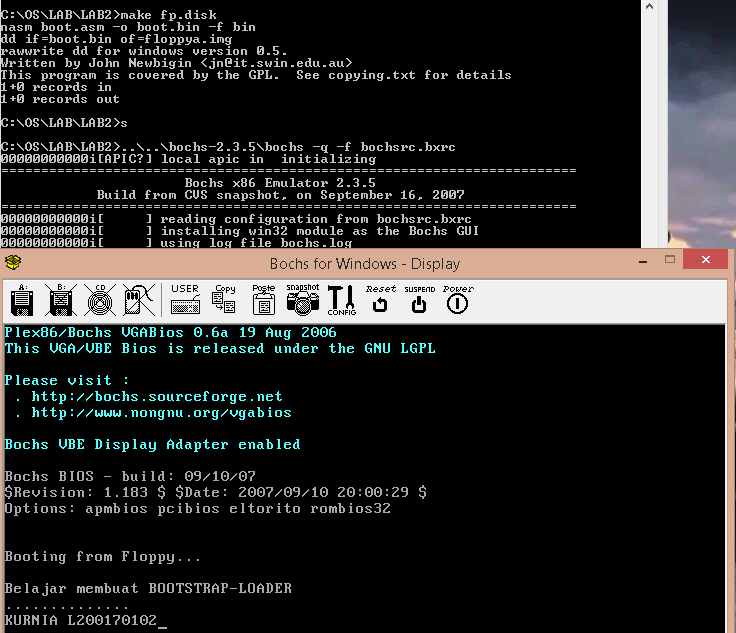 C:\OS\LAB\LAB2>make fp.disk
nasm boot.asm -o boot.bin -f bin
dd if=boot.bin of=floppya.img
rawwrite dd for windows version 0.5.
Written by John Newbigin <jn@it.swin.edu.au>
This program is covered by the GPL.  See copying.txt for details
1+0 records in
1+0 records out
C:\OS\LAB\LAB2>s
C:\OS\LAB\LAB2>..\..\bochs-2.3.5\bochs -q -f bochsrc.bxrc
00000000000i[APIC?] local apic in  initializing
========================================================================
Bochs x86 Emulator 2.3.5
Build from CVS snapshot, on September 16, 2007
========================================================================
00000000000i[     ] reading configuration from bochsrc.bxrc
00000000000i[     ] installing win32 module as the Bochs GUI
00000000000i[     ] using log file bochs.log
Bochs for Windows - Display
A: B: CD USER Copy Paste snapshot CONFIG Reset SUSPEND Power
Plex86/Bochs VGABios 0.6a 19 Aug 2006
This VGA/VBE Bios is released under the GNU LGPL
Please visit :
. http://bochs.sourceforge.net
. http://www.nongnu.org/vgabios
Bochs VBE Display Adapter enabled
Bochs BIOS - build: 09/10/07
$Revision: 1.183 $ $Date: 2007/09/10 20:00:29 $
Options: apmbios pcibios eltorito rombios32
Booting from Floppy...
Belajar membuat BOOTSTRAP-LOADER
..............
KURNIA L200170102_